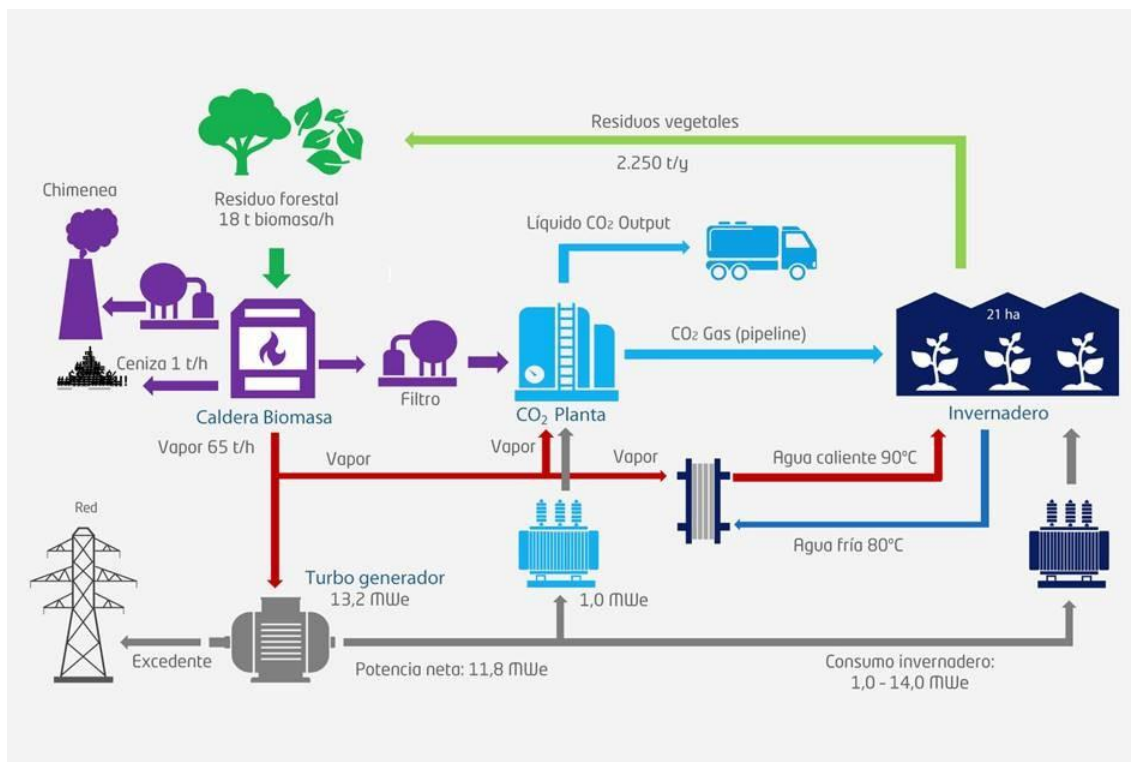 Residuos vegetales
2.250 t/y
Chimenea
Residuo forestal
18 t biomasa/h
Líquido CO₂ Output
21 ha
CO₂ Gas (pipeline)
Ceniza 1 t/h
Filtro
Caldera Biomasa
CO₂ Planta
Invernadero
Vapor 65 t/h
Vapor
Vapor
Vapor
Agua caliente 90°C
Red
Agua fría 80°C
Turbo generador
13,2 MWe
1,0 MWe
Excedente
Potencia neta: 11,8 MWe
Consumo invernadero:
1,0 - 14,0 MWe